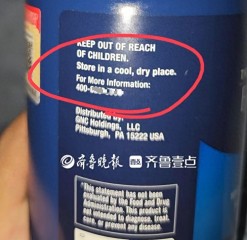 KEEP OUT OF REACH
OF CHILDREN.
Store in a cool, dry place.
For More Information:
400-
Distributed by:
GNC Holdings, LLC
Pittsburgh, PA 15222 USA
齐鲁晚报 齐鲁壹点
*This statement has not been
evaluated by the Food and Drug
Administration. This product is
not intended to diagnose, treat,
cure, or prevent any disease.